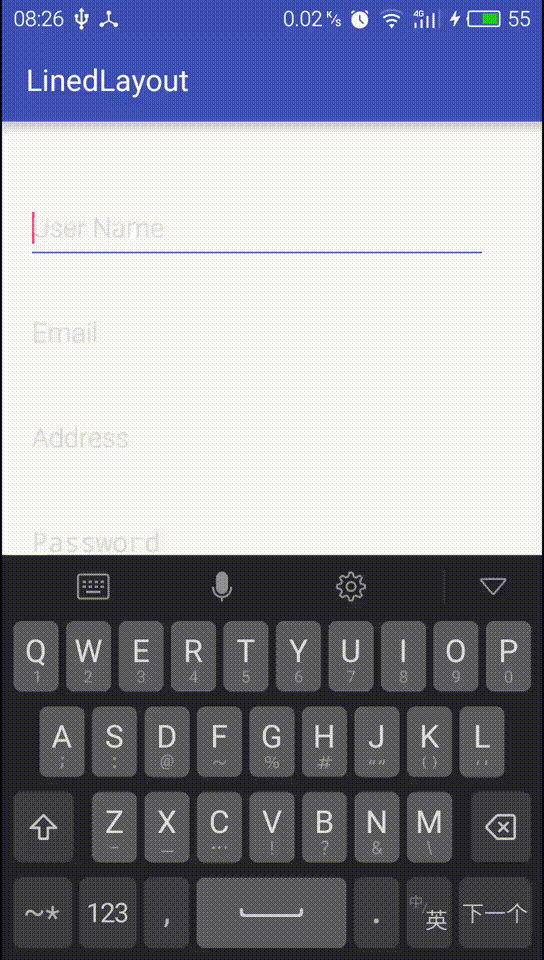 08:26 0.02 K/s 4G 55
LinedLayout
User Name
Email
Address
Password
Q W E R T Y U I O P
1 2 3 4 5 6 7 8 9 0
A S D F G H J K L
; : @ ~ % # “” () ‘’
Z X C V B N M
- _ ... ! ? & \
~* 123 , . 中/英 下一个